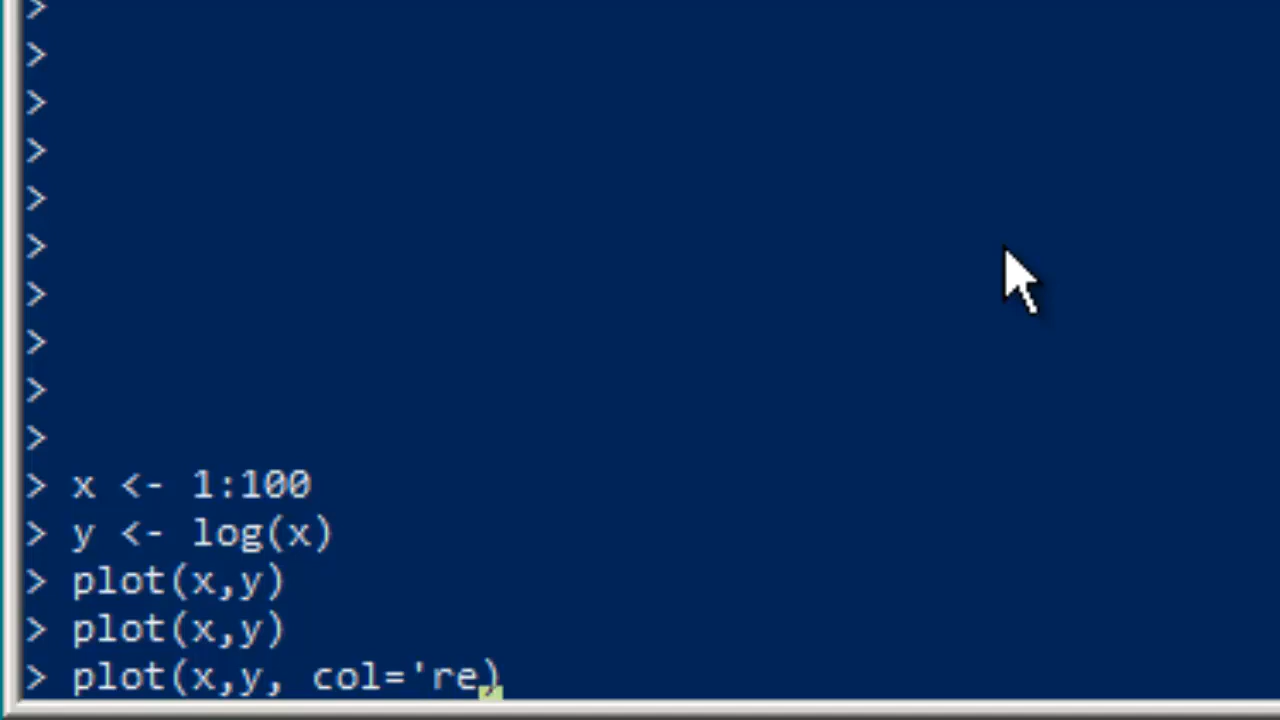 >
>
>
>
>
>
>
>
>
>
> x <- 1:100
> y <- log(x)
> plot(x,y)
> plot(x,y)
> plot(x,y, col='re)